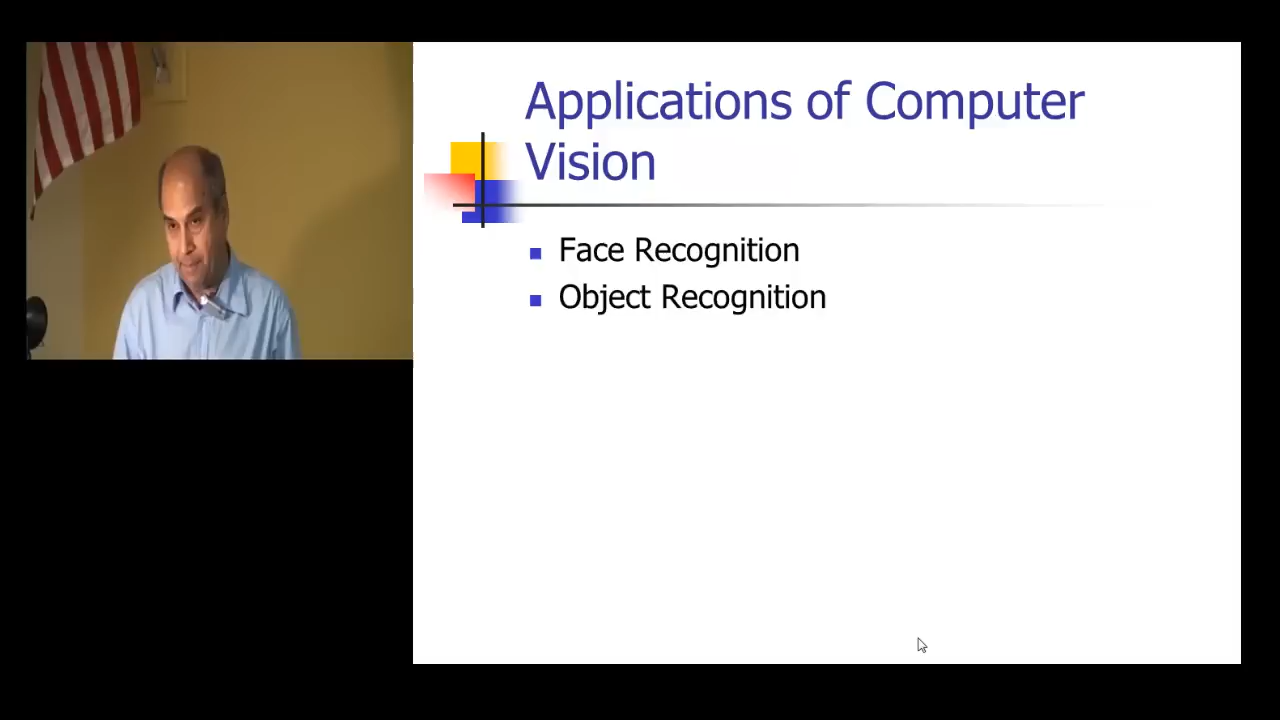 Applications of Computer
Vision
Face Recognition
Object Recognition